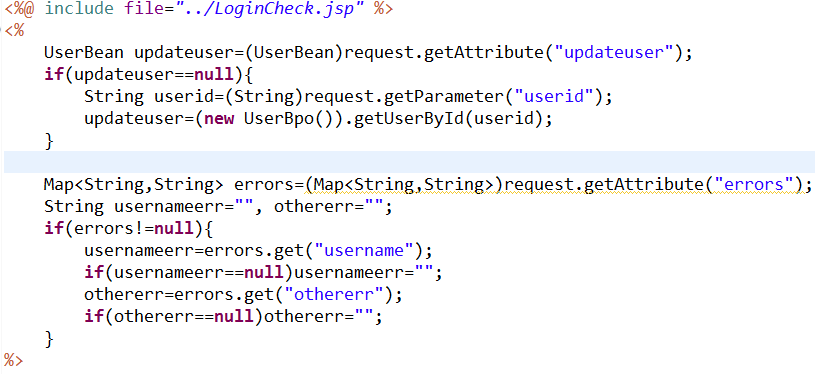 <%@ include file="../LoginCheck.jsp" %>
<%
    UserBean updateuser=(UserBean)request.getAttribute("updateuser");
    if(updateuser==null){
        String userid=(String)request.getParameter("userid");
        updateuser=(new UserBpo()).getUserById(userid);
    }
    Map<String,String> errors=(Map<String,String>)request.getAttribute("errors");
    String usernameerr="", othererr="";
    if(errors!=null){
        usernameerr=errors.get("username");
        if(usernameerr==null)usernameerr="";
        othererr=errors.get("othererr");
        if(othererr==null)othererr="";
    }
%>